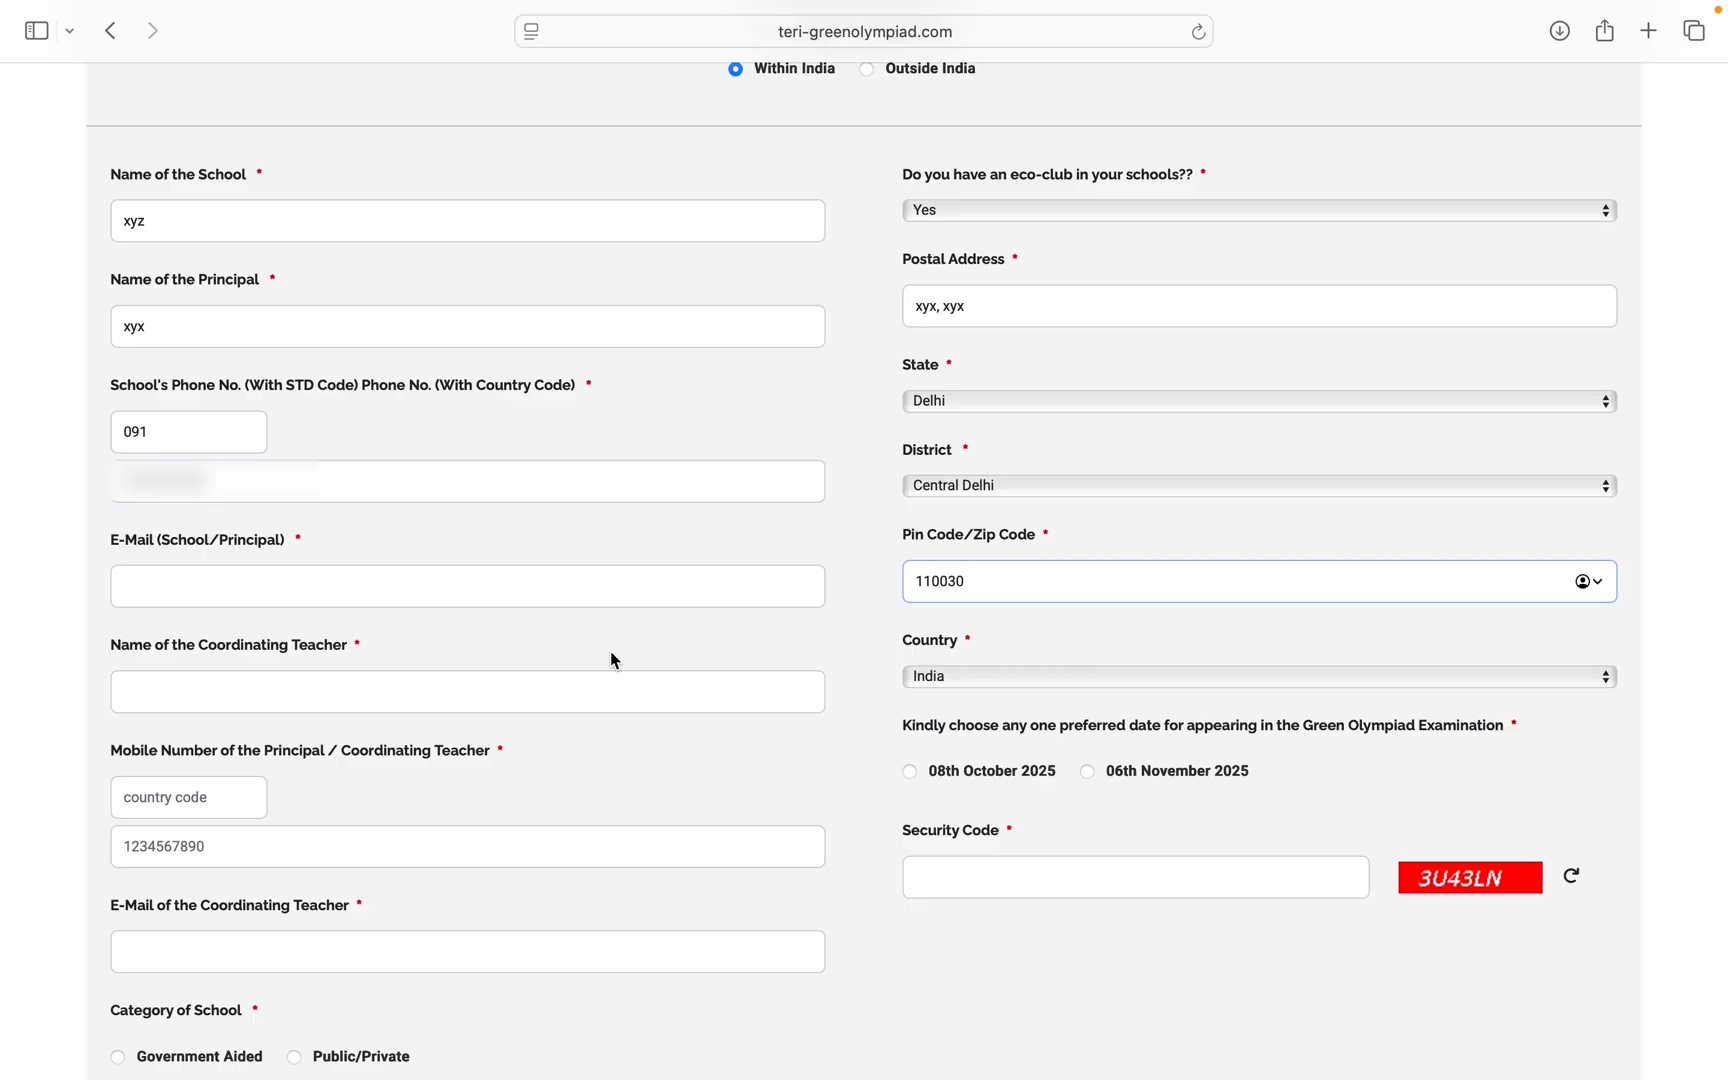 teri-greenolympiad.com
Within India Outside India
Name of the School *
xyz
Name of the Principal *
xyx
School's Phone No. (With STD Code) Phone No. (With Country Code) *
091
E-Mail (School/Principal) *
Name of the Coordinating Teacher *
Mobile Number of the Principal / Coordinating Teacher *
country code
1234567890
E-Mail of the Coordinating Teacher *
Category of School *
Government Aided Public/Private
Do you have an eco-club in your schools?? *
Yes
Postal Address *
xyx, xyx
State *
Delhi
District *
Central Delhi
Pin Code/Zip Code *
110030
Country *
India
Kindly choose any one preferred date for appearing in the Green Olympiad Examination *
08th October 2025 06th November 2025
Security Code *
3U43LN